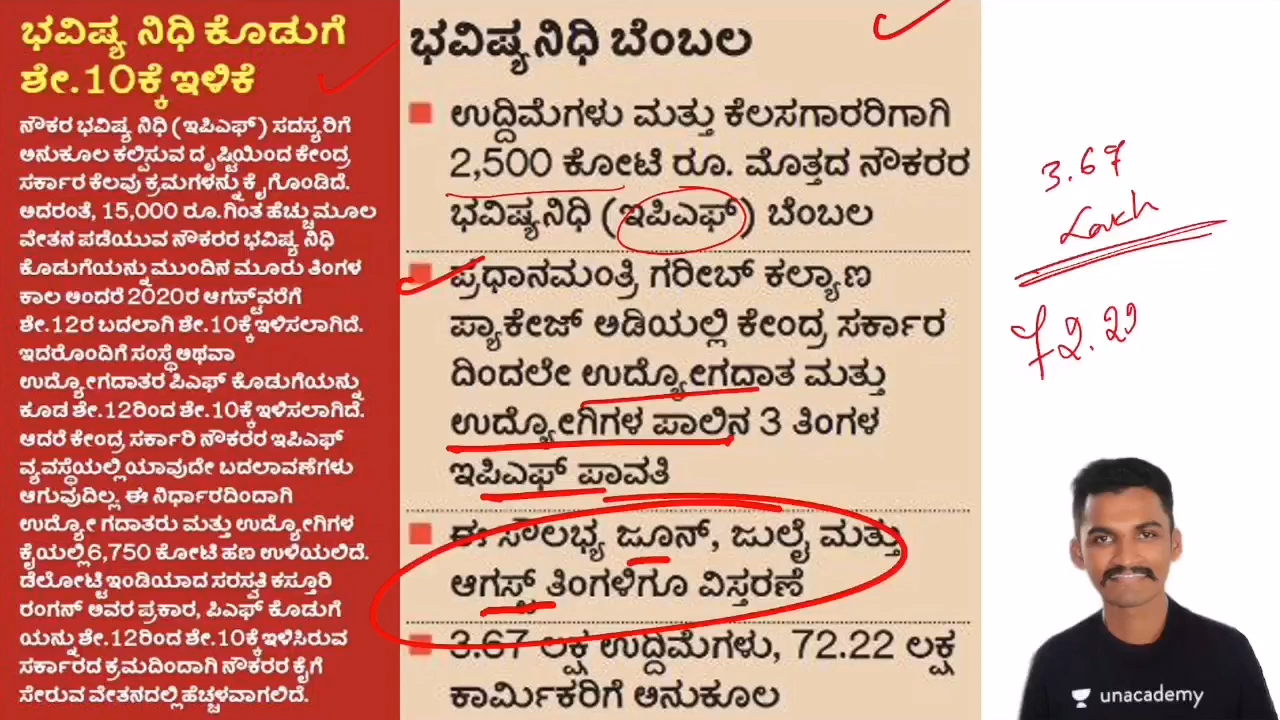 ಭವಿಷ್ಯ ನಿಧಿ ಕೊಡುಗೆ
ಶೇ.10ಕ್ಕೆ ಇಳಿಕೆ
ನೌಕರ ಭವಿಷ್ಯ ನಿಧಿ (ಇಪಿಎಫ್) ಸದಸ್ಯರಿಗೆ
ಅನುಕೂಲ ಕಲ್ಪಿಸುವ ದೃಷ್ಟಿಯಿಂದ ಕೇಂದ್ರ
ಸರ್ಕಾರ ಕೆಲವು ಕ್ರಮಗಳನ್ನು ಕೈಗೊಂಡಿದೆ.
ಅದರಂತೆ, 15,000 ರೂ.ಗಿಂತ ಹೆಚ್ಚು ಮೂಲ
ವೇತನ ಪಡೆಯುವ ನೌಕರರ ಭವಿಷ್ಯ ನಿಧಿ
ಕೊಡುಗೆಯನ್ನು ಮುಂದಿನ ಮೂರು ತಿಂಗಳ
ಕಾಲ ಅಂದರೆ 2020ರ ಆಗಸ್ಟ್‌ವರೆಗೆ
ಶೇ.12ರ ಬದಲಾಗಿ ಶೇ.10ಕ್ಕೆ ಇಳಿಸಲಾಗಿದೆ.
ಇದರೊಂದಿಗೆ ಸಂಸ್ಥೆ ಅಥವಾ
ಉದ್ಯೋಗದಾತರ ಪಿಎಫ್ ಕೊಡುಗೆಯನ್ನು
ಕೂಡ ಶೇ.12ರಿಂದ ಶೇ.10ಕ್ಕೆ ಇಳಿಸಲಾಗಿದೆ.
ಆದರೆ ಕೇಂದ್ರ ಸರ್ಕಾರಿ ನೌಕರರ ಇಪಿಎಫ್
ವ್ಯವಸ್ಥೆಯಲ್ಲಿ ಯಾವುದೇ ಬದಲಾವಣೆಗಳು
ಆಗುವುದಿಲ್ಲ. ಈ ನಿರ್ಧಾರದಿಂದಾಗಿ
ಉದ್ಯೋಗದಾತರು ಮತ್ತು ಉದ್ಯೋಗಿಗಳ
ಕೈಯಲ್ಲಿ 6,750 ಕೋಟಿ ಹಣ ಉಳಿಯಲಿದೆ.
ಡೆಲೋಟ್ಟೆ ಇಂಡಿಯಾದ ಸರಸ್ವತಿ ಕಸ್ತೂರಿ
ರಂಗನ್ ಅವರ ಪ್ರಕಾರ, ಪಿಎಫ್ ಕೊಡುಗೆ
ಯನ್ನು ಶೇ.12ರಿಂದ ಶೇ.10ಕ್ಕೆ ಇಳಿಸಿರುವ
ಸರ್ಕಾರದ ಕ್ರಮದಿಂದಾಗಿ ನೌಕರರ ಕೈಗೆ
ಸೇರುವ ವೇತನದಲ್ಲಿ ಹೆಚ್ಚಳವಾಗಲಿದೆ.
ಭವಿಷ್ಯನಿಧಿ ಬೆಂಬಲ
ಉದ್ದಿಮೆಗಳು ಮತ್ತು ಕೆಲಸಗಾರರಿಗಾಗಿ
2,500 ಕೋಟಿ ರೂ. ಮೊತ್ತದ ನೌಕರರ
ಭವಿಷ್ಯನಿಧಿ (ಇಪಿಎಫ್) ಬೆಂಬಲ
ಪ್ರಧಾನಮಂತ್ರಿ ಗರೀಬ್ ಕಲ್ಯಾಣ
ಪ್ಯಾಕೇಜ್ ಅಡಿಯಲ್ಲಿ ಕೇಂದ್ರ ಸರ್ಕಾರ
ದಿಂದಲೇ ಉದ್ಯೋಗದಾತ ಮತ್ತು
ಉದ್ಯೋಗಿಗಳ ಪಾಲಿನ 3 ತಿಂಗಳ
ಇಪಿಎಫ್ ಪಾವತಿ
ಈ ಸೌಲಭ್ಯ ಜೂನ್, ಜುಲೈ ಮತ್ತು
ಆಗಸ್ಟ್ ತಿಂಗಳಿಗೂ ವಿಸ್ತರಣೆ
3.67 ಲಕ್ಷ ಉದ್ದಿಮೆಗಳು, 72.22 ಲಕ್ಷ
ಕಾರ್ಮಿಕರಿಗೆ ಅನುಕೂಲ
3.67
Lakh
72.22
unacademy